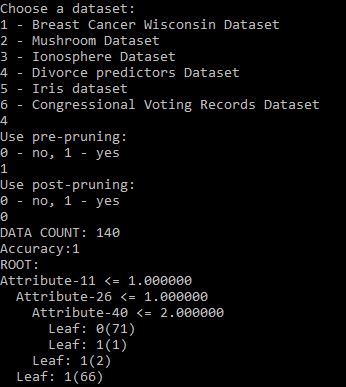 Choose a dataset:
1 - Breast Cancer Wisconsin Dataset
2 - Mushroom Dataset
3 - Ionosphere Dataset
4 - Divorce predictors Dataset
5 - Iris dataset
6 - Congressional Voting Records Dataset
4
Use pre-pruning:
0 - no, 1 - yes
1
Use post-pruning:
0 - no, 1 - yes
0
DATA COUNT: 140
Accuracy:1
ROOT:
Attribute-11 <= 1.000000
  Attribute-26 <= 1.000000
    Attribute-40 <= 2.000000
      Leaf: 0(71)
      Leaf: 1(1)
    Leaf: 1(2)
  Leaf: 1(66)